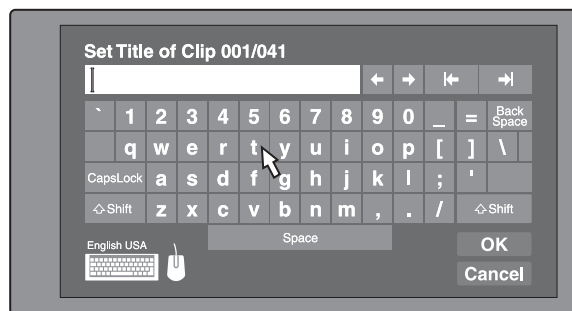 Set Title of Clip 001/041
` 1 2 3 4 5 6 7 8 9 0 _ = Back Space
q w e r t y u i o p [ ] \
CapsLock a s d f g h j k l ; '
Shift z x c v b n m , . / Shift
English USA Space OK
Cancel